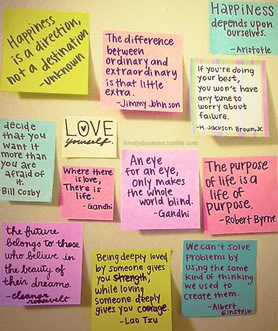 Happiness
is a direction,
not a destination
-unknown
The difference
between
ordinary and
extraordinary
is that little
extra.
-Jimmy Johnson
HAPPINESS
depends upon
ourselves.
-Aristotle
If you're doing
your best,
you won't have
any time to
worry about
failure.
-H. Jackson Brown Jr.
decide
that you
want it
more than
you are
afraid of
it.
-Bill Cosby
LOVE
yourself.
Where there
is love,
There is
life.
-Gandhi
An eye
for an eye,
only makes
the whole
world blind.
-Gandhi
The purpose
of life is a
life of
purpose.
-Robert Byrne
the future
belongs to those
who believe in
the beauty of
their dreams.
-eleanor roosevelt
Being deeply loved
by someone gives
you strength,
while loving
someone deeply
gives you courage.
-Lao Tzu
We can't solve
problems by
using the same
kind of thinking
we used to
create them.
-Albert
Einstein